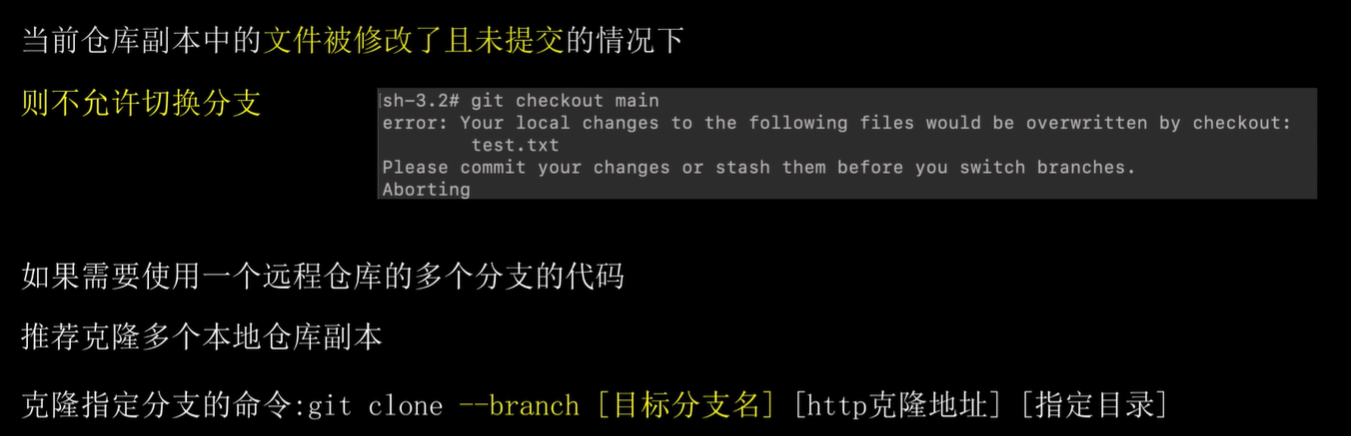 当前仓库副本中的文件被修改了且未提交的情况下
则不允许切换分支
sh-3.2# git checkout main
error: Your local changes to the following files would be overwritten by checkout:
test.txt
Please commit your changes or stash them before you switch branches.
Aborting
如果需要使用一个远程仓库的多个分支的代码
推荐克隆多个本地仓库副本
克隆指定分支的命令:git clone --branch [目标分支名] [http克隆地址] [指定目录]